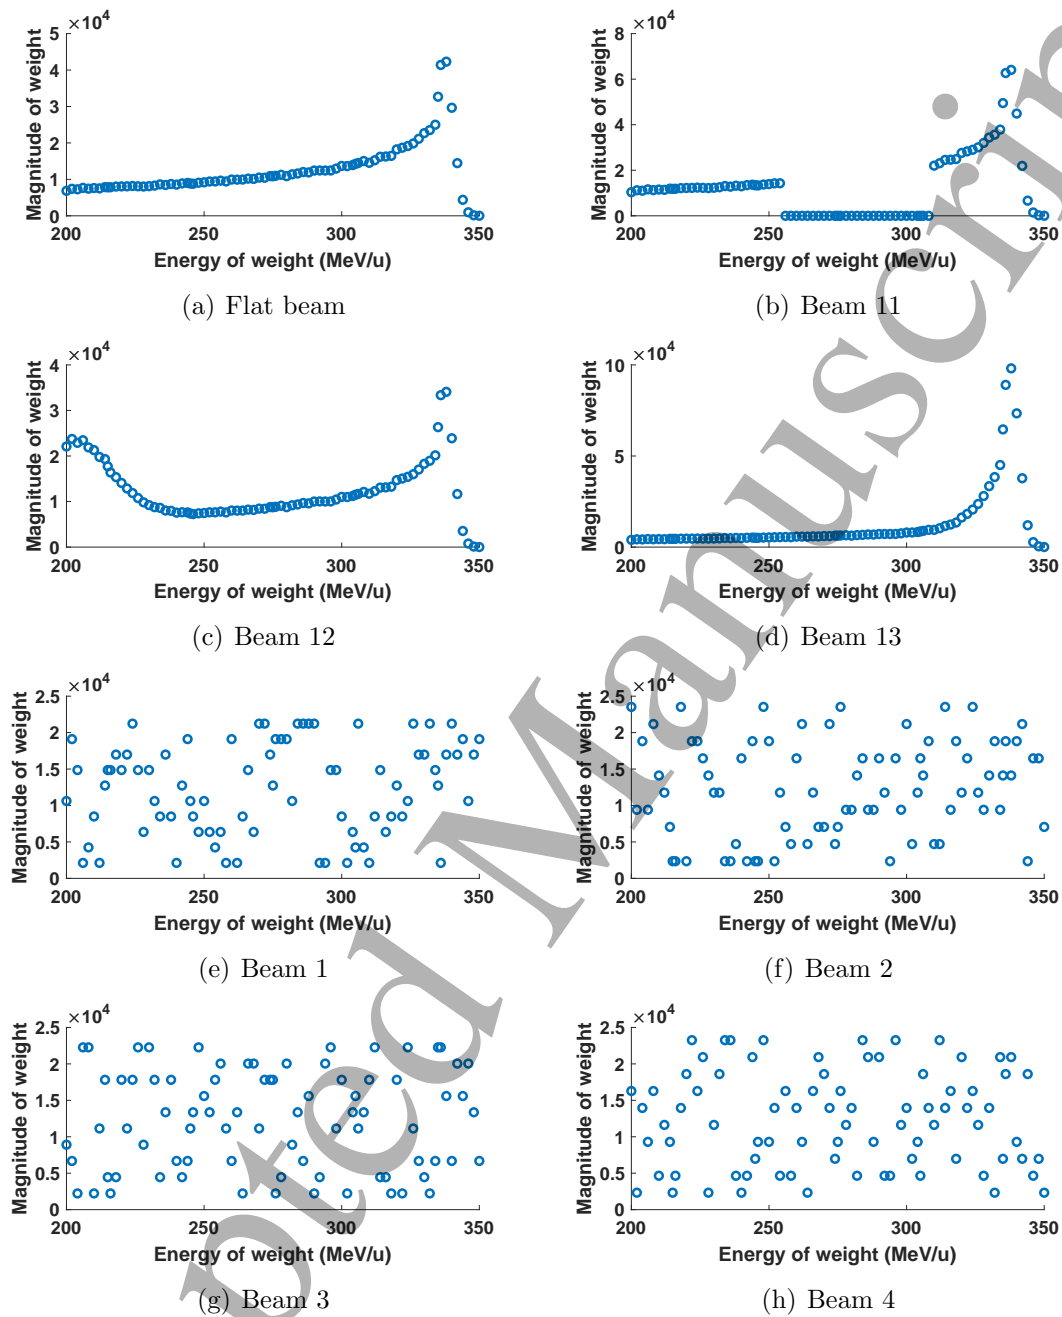 ×10^4
5
4
3
2
1
0
200 250 300 350
Magnitude of weight
Energy of weight (MeV/u)
(a) Flat beam
×10^4
8
6
4
2
0
200 250 300 350
Magnitude of weight
Energy of weight (MeV/u)
(b) Beam 11
×10^4
4
3
2
1
0
200 250 300 350
Magnitude of weight
Energy of weight (MeV/u)
(c) Beam 12
×10^4
10
5
0
200 250 300 350
Magnitude of weight
Energy of weight (MeV/u)
(d) Beam 13
×10^4
2.5
2
1.5
1
0.5
0
200 250 300 350
Magnitude of weight
Energy of weight (MeV/u)
(e) Beam 1
×10^4
2.5
2
1.5
1
0.5
0
200 250 300 350
Magnitude of weight
Energy of weight (MeV/u)
(f) Beam 2
×10^4
2.5
2
1.5
1
0.5
0
200 250 300 350
Magnitude of weight
Energy of weight (MeV/u)
(g) Beam 3
×10^4
2.5
2
1.5
1
0.5
0
200 250 300 350
Magnitude of weight
Energy of weight (MeV/u)
(h) Beam 4
pted Manuscrip